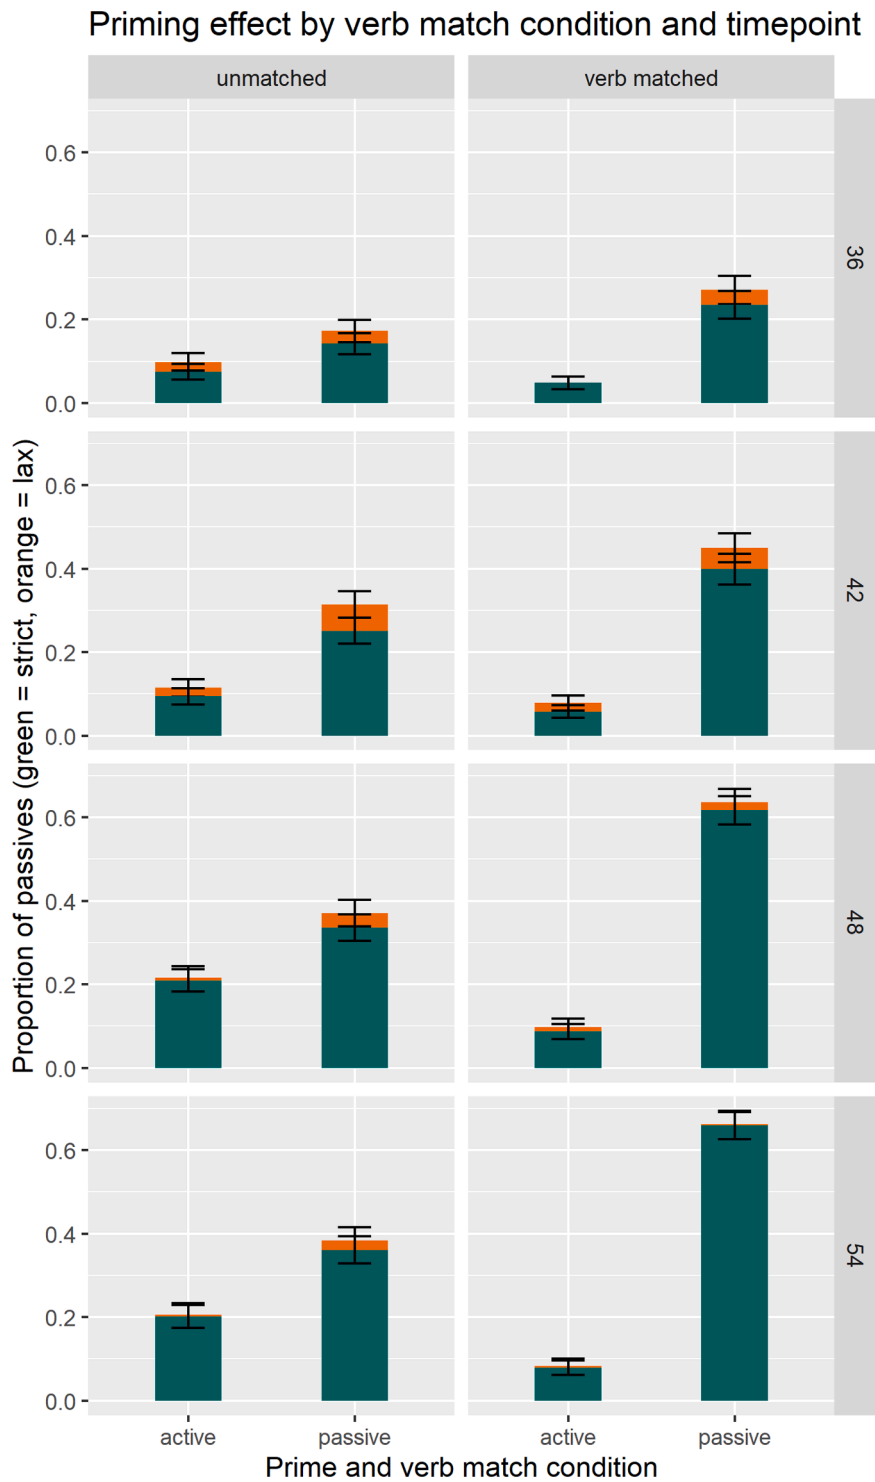 Priming effect by verb match condition and timepoint
unmatched
verb matched
Proportion of passives (green = strict, orange = lax)
0.6
0.4
0.2
0.0
36
0.6
0.4
0.2
0.0
42
0.6
0.4
0.2
0.0
48
0.6
0.4
0.2
0.0
54
active
passive
active
passive
Prime and verb match condition